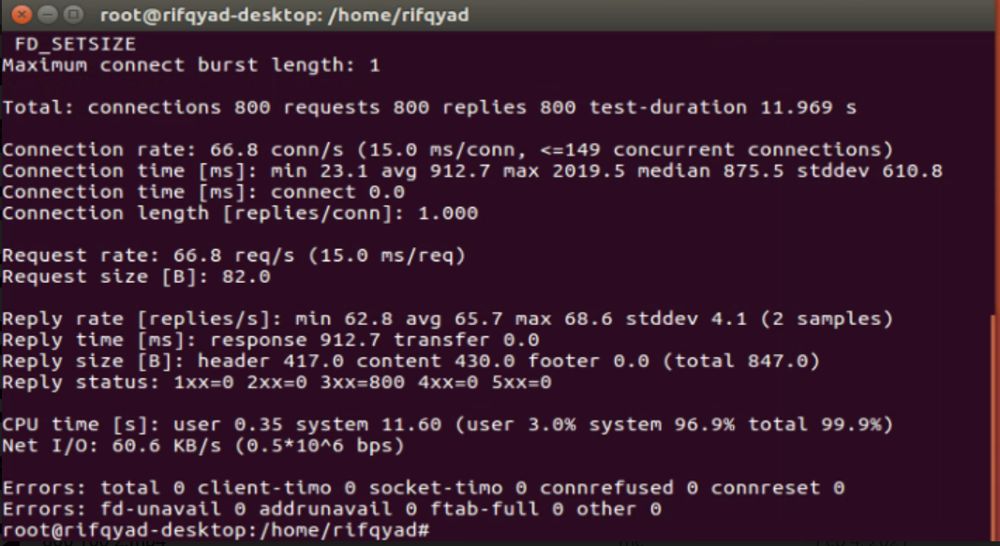 root@rifqyad-desktop: /home/rifqyad
FD_SETSIZE
Maximum connect burst length: 1
Total: connections 800 requests 800 replies 800 test-duration 11.969 s
Connection rate: 66.8 conn/s (15.0 ms/conn, <=149 concurrent connections)
Connection time [ms]: min 23.1 avg 912.7 max 2019.5 median 875.5 stddev 610.8
Connection time [ms]: connect 0.0
Connection length [replies/conn]: 1.000
Request rate: 66.8 req/s (15.0 ms/req)
Request size [B]: 82.0
Reply rate [replies/s]: min 62.8 avg 65.7 max 68.6 stddev 4.1 (2 samples)
Reply time [ms]: response 912.7 transfer 0.0
Reply size [B]: header 417.0 content 430.0 footer 0.0 (total 847.0)
Reply status: 1xx=0 2xx=0 3xx=800 4xx=0 5xx=0
CPU time [s]: user 0.35 system 11.60 (user 3.0% system 96.9% total 99.9%)
Net I/O: 60.6 KB/s (0.5*10^6 bps)
Errors: total 0 client-timo 0 socket-timo 0 connrefused 0 connreset 0
Errors: fd-unavail 0 addrunavail 0 ftab-full 0 other 0
root@rifqyad-desktop:/home/rifqyad#